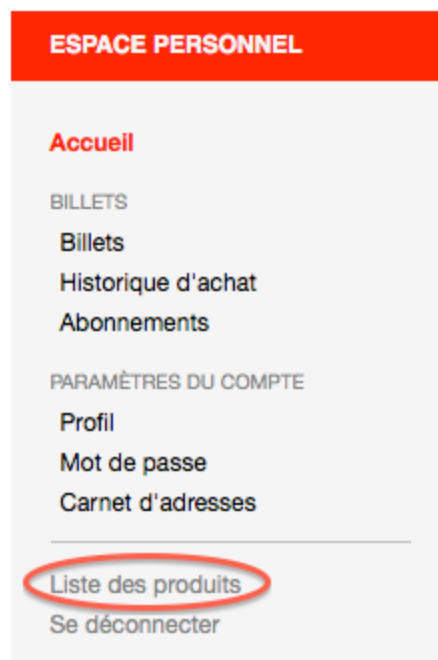 ESPACE PERSONNEL
Accueil
BILLETS
Billets
Historique d'achat
Abonnements
PARAMÈTRES DU COMPTE
Profil
Mot de passe
Carnet d'adresses
Liste des produits
Se déconnecter